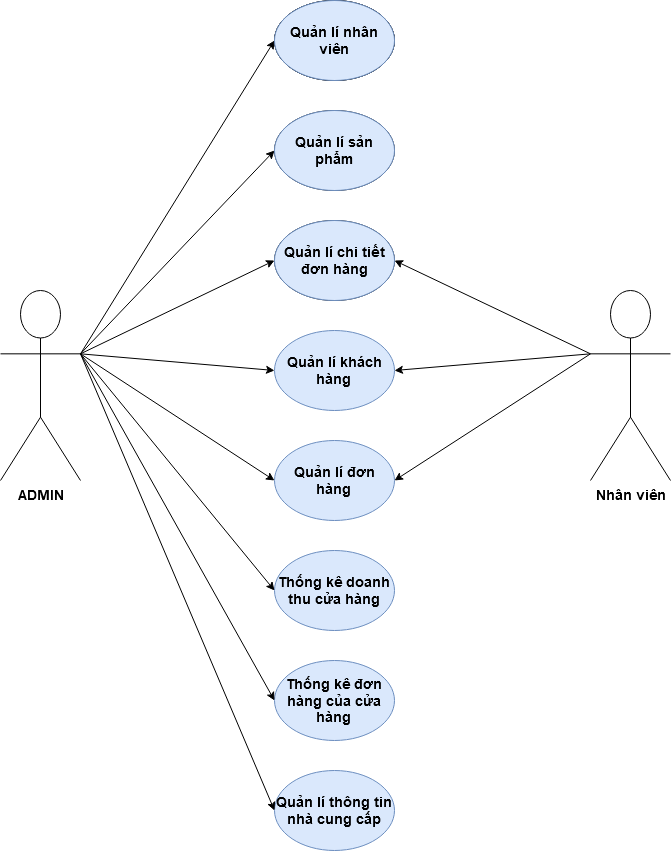 Quản lí nhân
viên
Quản lí sản
phẩm
Quản lí chi tiết
đơn hàng
Quản lí khách
hàng
Quản lí đơn
hàng
ADMIN
Nhân viên
Thống kê doanh
thu cửa hàng
Thống kê đơn
hàng của cửa
hàng
Quản lí thông tin
nhà cung cấp